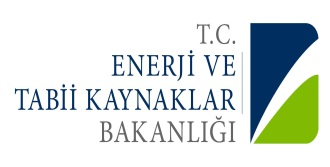 T.C.
ENERJİ VE
TABİİ KAYNAKLAR
BAKANLIĞI